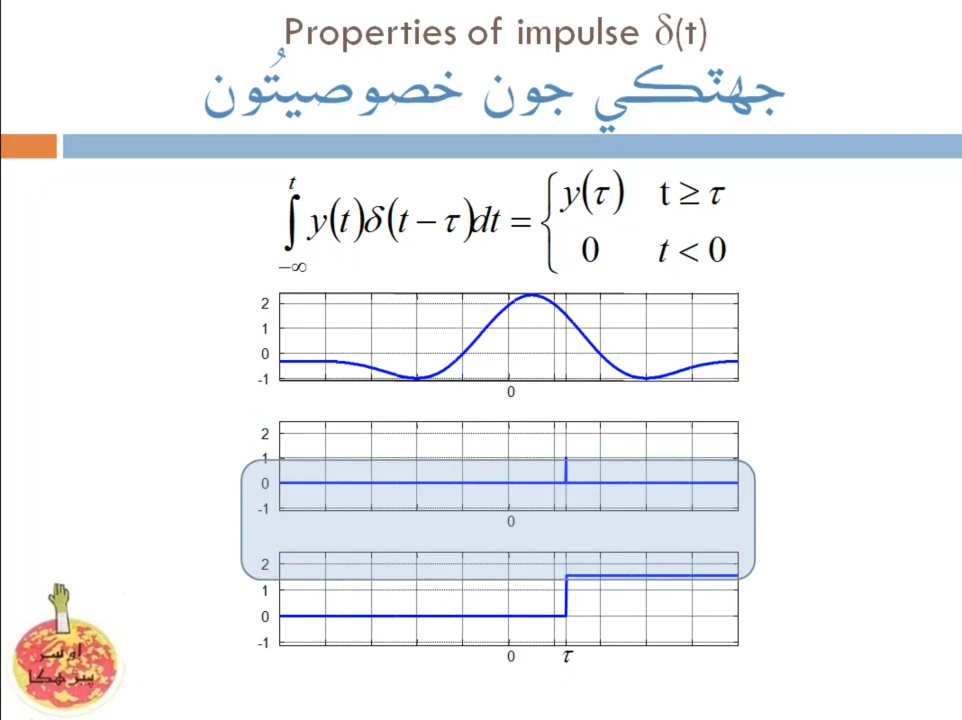 Properties of impulse δ(t)
جهٽڪي جون خصوصيتُون
∫_{-∞}^{t} y(t)δ(t − τ)dt = { y(τ) t ≥ τ
0 t < 0
2
1
0
-1
0
2
1
0
-1
0
2
1
0
-1
0 τ